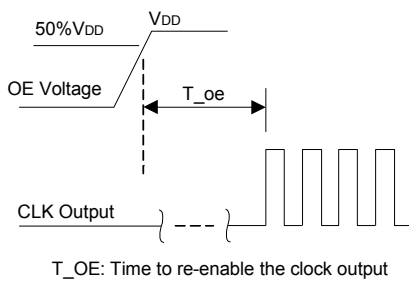 VDD
50%VDD
OE Voltage
T_oe
CLK Output
T_OE: Time to re-enable the clock output